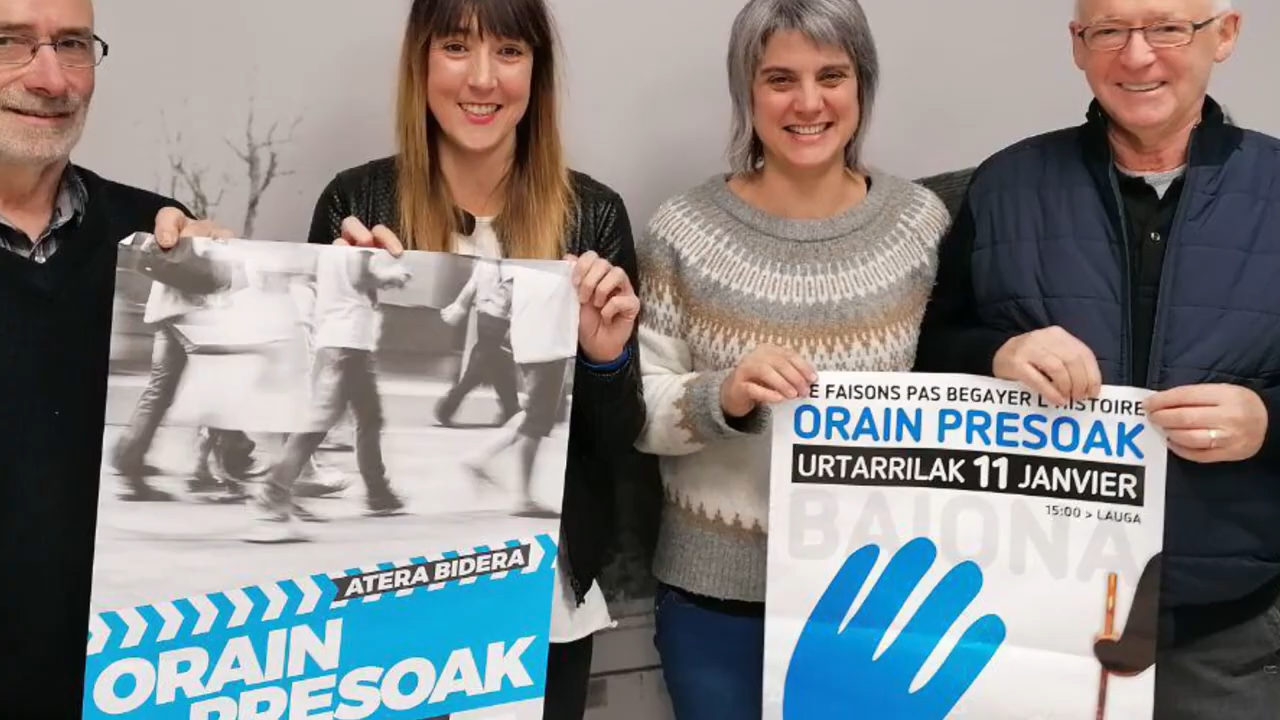 ATERA BIDERA
ORAIN
PRESOAK
FAISONS PAS BEGAYER L'HISTOIRE
ORAIN PRESOAK
URTARRILAK 11 JANVIER
15:00 > LAUGA
BAIONA